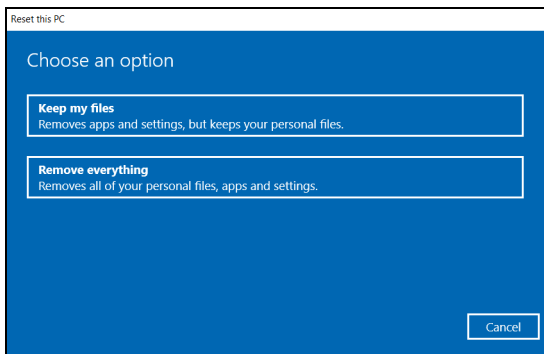 Reset this PC
Choose an option
Keep my files
Removes apps and settings, but keeps your personal files.
Remove everything
Removes all of your personal files, apps and settings.
Cancel